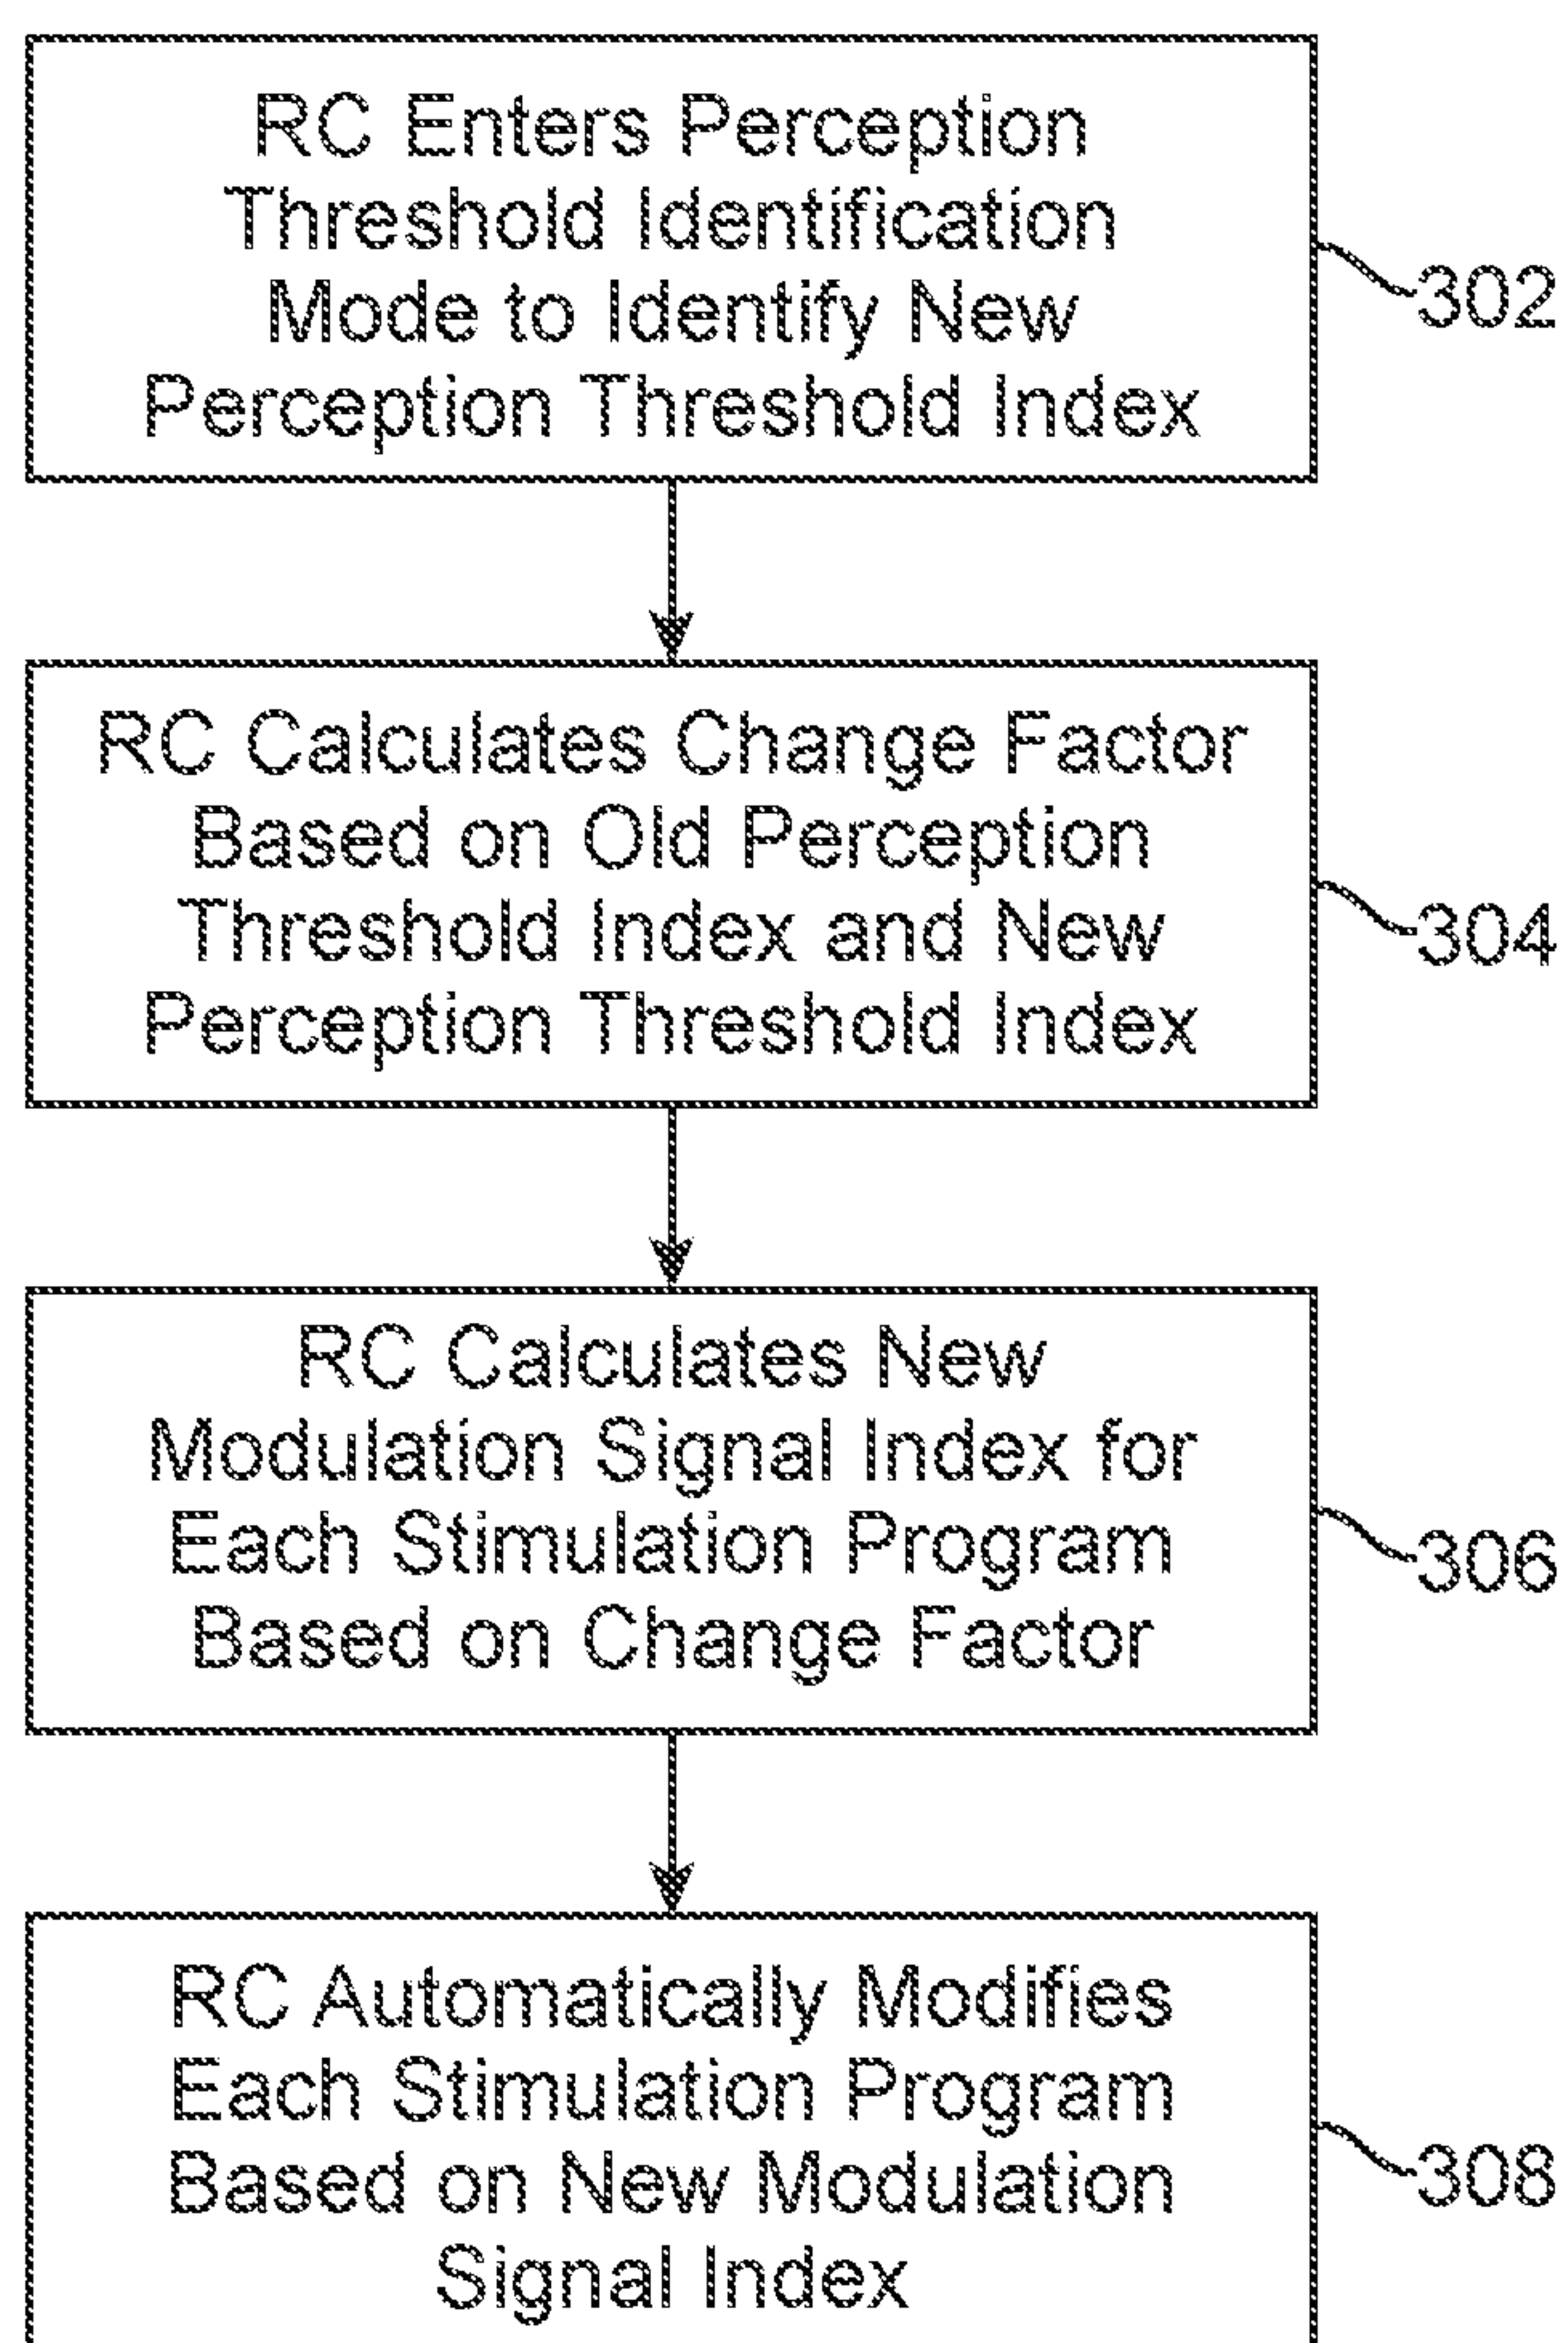 RC Enters Perception
Threshold Identification
Mode to Identify New
Perception Threshold Index
302
RC Calculates Change Factor
Based on Old Perception
Threshold Index and New
Perception Threshold Index
304
RC Calculates New
Modulation Signal Index for
Each Stimulation Program
Based on Change Factor
306
RC Automatically Modifies
Each Stimulation Program
Based on New Modulation
Signal Index
308